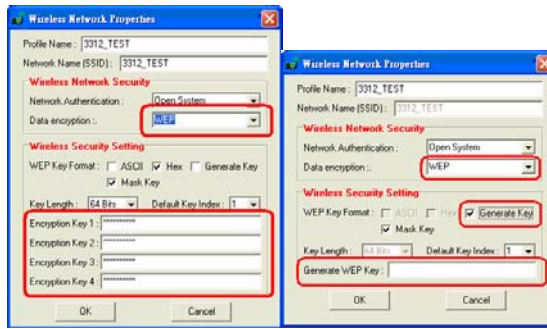 Wireless Network Properties
Profile Name : 3312_TEST
Network Name (SSID) : 3312_TEST
Wireless Network Security
Network Authentication : Open System
Data encryption :. WEP
Wireless Security Setting
WEP Key Format : ASCII Hex Generate Key
Mask Key
Key Length : 64 Bits Default Key Index : 1
Encryption Key 1 : **********
Encryption Key 2 : **********
Encryption Key 3 : **********
Encryption Key 4 : **********
OK Cancel
Wireless Network Properties
Profile Name : 3312_TEST
Network Name (SSID) : 3312_TEST
Wireless Network Security
Network Authentication : Open System
Data encryption :. WEP
Wireless Security Setting
WEP Key Format : ASCII Hex Generate Key
Mask Key
Key Length : 64 Bits Default Key Index : 1
Generate WEP Key :
OK Cancel